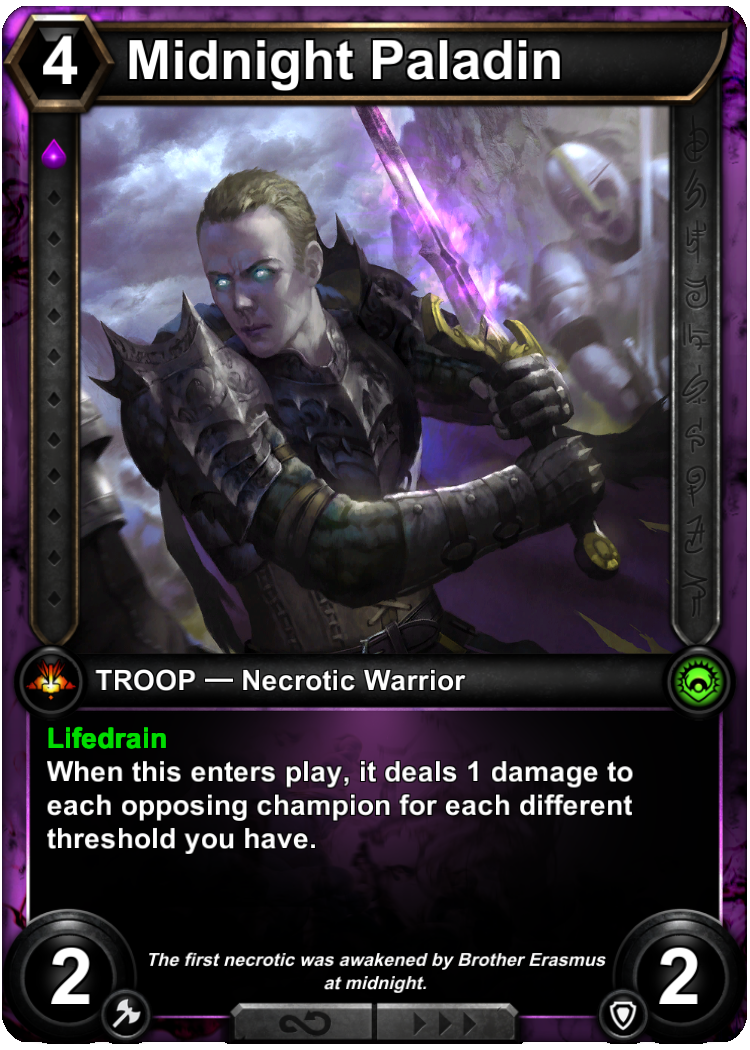 4 Midnight Paladin
TROOP — Necrotic Warrior
Lifedrain
When this enters play, it deals 1 damage to
each opposing champion for each different
threshold you have.
The first necrotic was awakened by Brother Erasmus
at midnight.
2
2